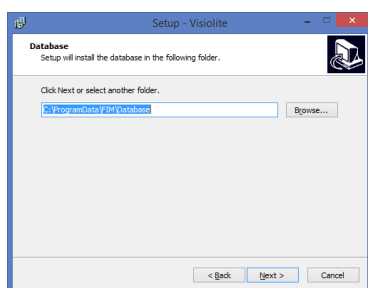 Setup - Visiolite
Database
Setup will install the database in the following folder.
Click Next or select another folder.
C:\ProgramData\FIM\Database
Browse...
< Back
Next >
Cancel